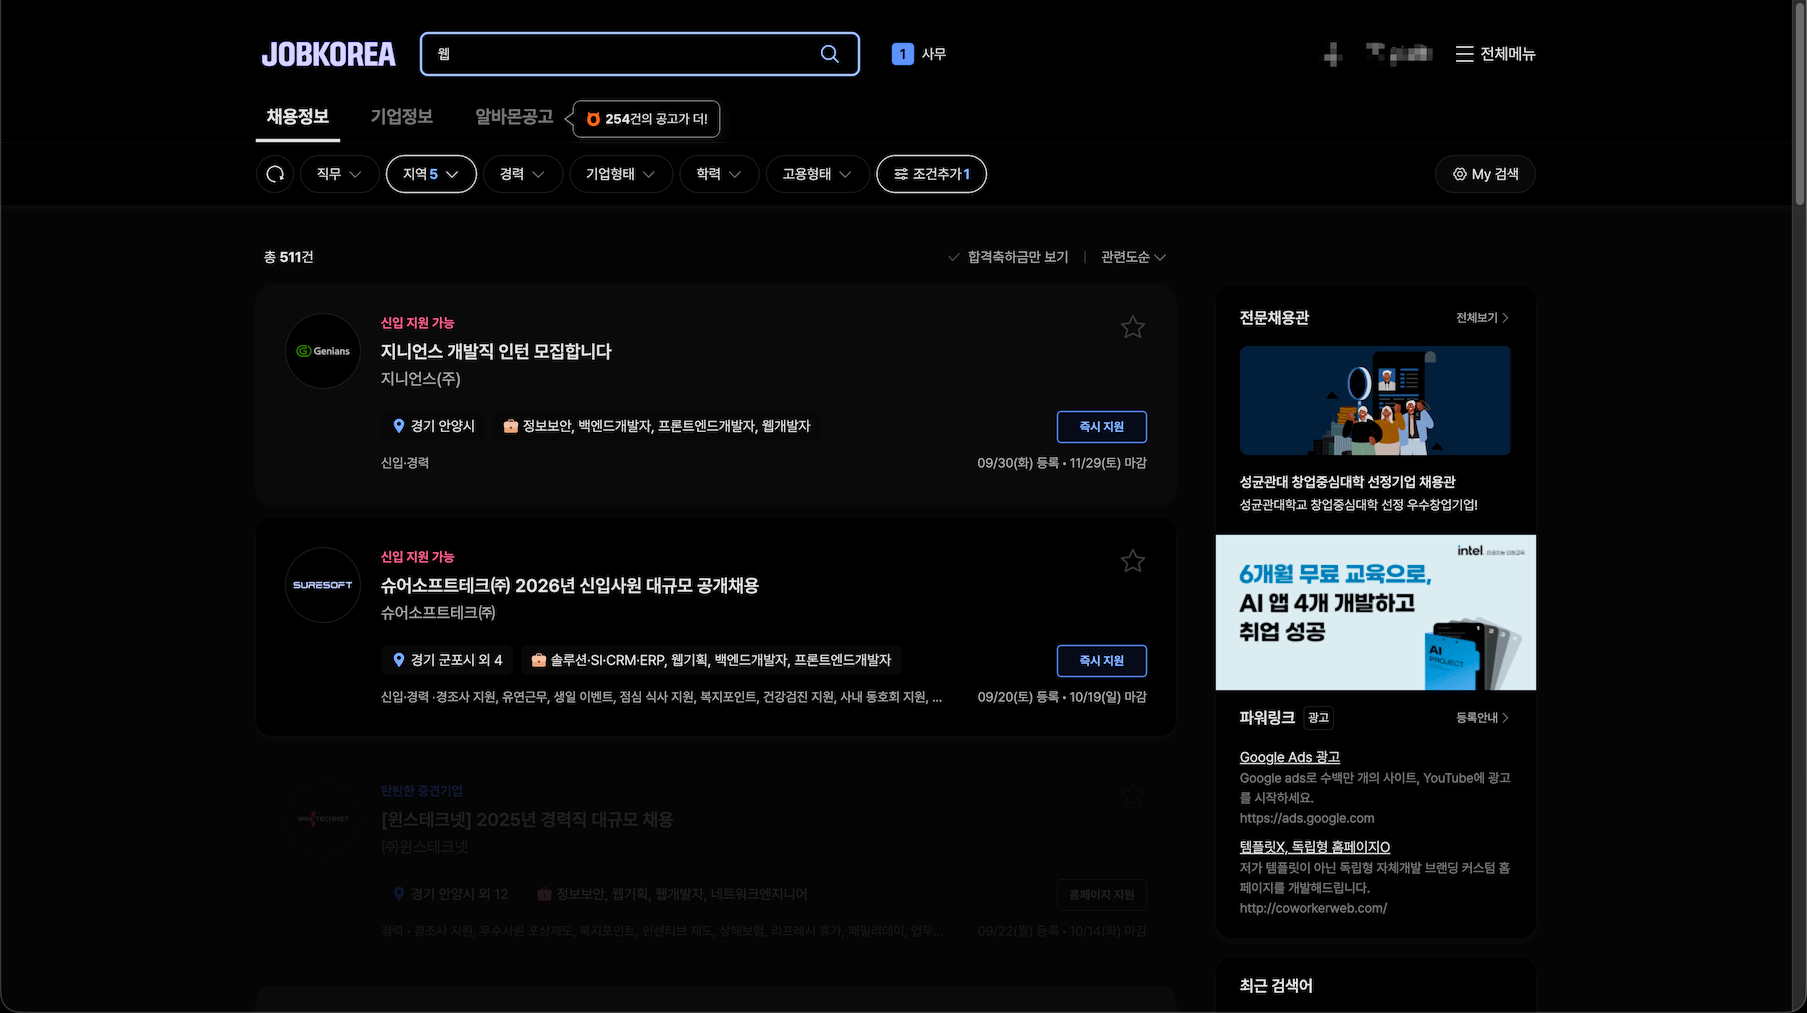 JOBKOREA
웹
1 사무
전체메뉴
채용정보
기업정보
알바몬공고
254건의 공고가 더!
직무
지역5
경력
기업형태
학력
고용형태
조건추가1
My 검색
총 511건
합격축하금만 보기
관련도순
Genians
신입 지원 가능
지니언스 개발직 인턴 모집합니다
지니언스(주)
경기 안양시
정보보안, 백엔드개발자, 프론트엔드개발자, 웹개발자
즉시 지원
신입·경력
09/30(화) 등록 • 11/29(토) 마감
SURESOFT
신입 지원 가능
슈어소프트테크㈜ 2026년 신입사원 대규모 공개채용
슈어소프트테크㈜
경기 군포시 외 4
솔루션·SI·CRM·ERP, 웹기획, 백엔드개발자, 프론트엔드개발자
즉시 지원
신입·경력 ·경조사 지원, 유연근무, 생일 이벤트, 점심 식사 지원, 복지포인트, 건강검진 지원, 사내 동호회 지원, ...
09/20(토) 등록 • 10/19(일) 마감
탄탄한 중견기업
WINSTECHNET
[윈스테크넷] 2025년 경력직 대규모 채용
㈜윈스테크넷
경기 안양시 외 12
정보보안, 웹기획, 웹개발자, 네트워크엔지니어
홈페이지 지원
경력 • 경조사 지원, 우수사원 포상제도, 복지포인트, 인센티브 제도, 상해보험, 리프레시 휴가, 패밀리데이, 업무...
09/22(월) 등록 • 10/14(화) 마감
전문채용관
전체보기
성균관대 창업중심대학 선정기업 채용관
성균관대학교 창업중심대학 선정 우수창업기업!
intel.
6개월 무료 교육으로,
AI 앱 4개 개발하고
취업 성공
AI
PROJECT
파워링크 광고
등록안내
Google Ads 광고
Google ads로 수백만 개의 사이트, YouTube에 광고
를 시작하세요.
https://ads.google.com
템플릿X, 독립형 홈페이지O
저가 템플릿이 아닌 독립형 자체개발 브랜딩 커스텀 홈
페이지를 개발해드립니다.
http://coworkerweb.com/
최근 검색어